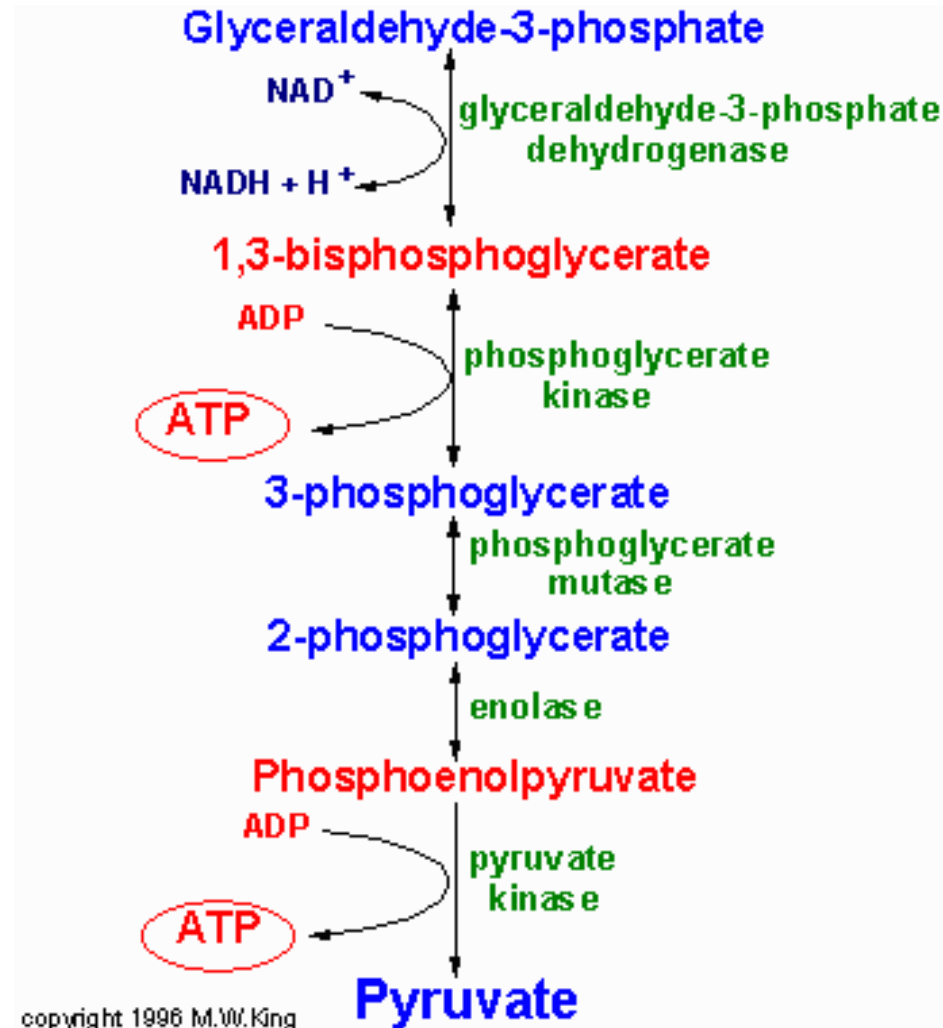 Glyceraldehyde-3-phosphate
NAD+
glyceraldehyde-3-phosphate
dehydrogenase
NADH + H+
1,3-bisphosphoglycerate
ADP
phosphoglycerate
kinase
ATP
3-phosphoglycerate
phosphoglycerate
mutase
2-phosphoglycerate
enolase
Phosphoenolpyruvate
ADP
pyruvate
kinase
ATP
Pyruvate
copyright 1996 M.W.King